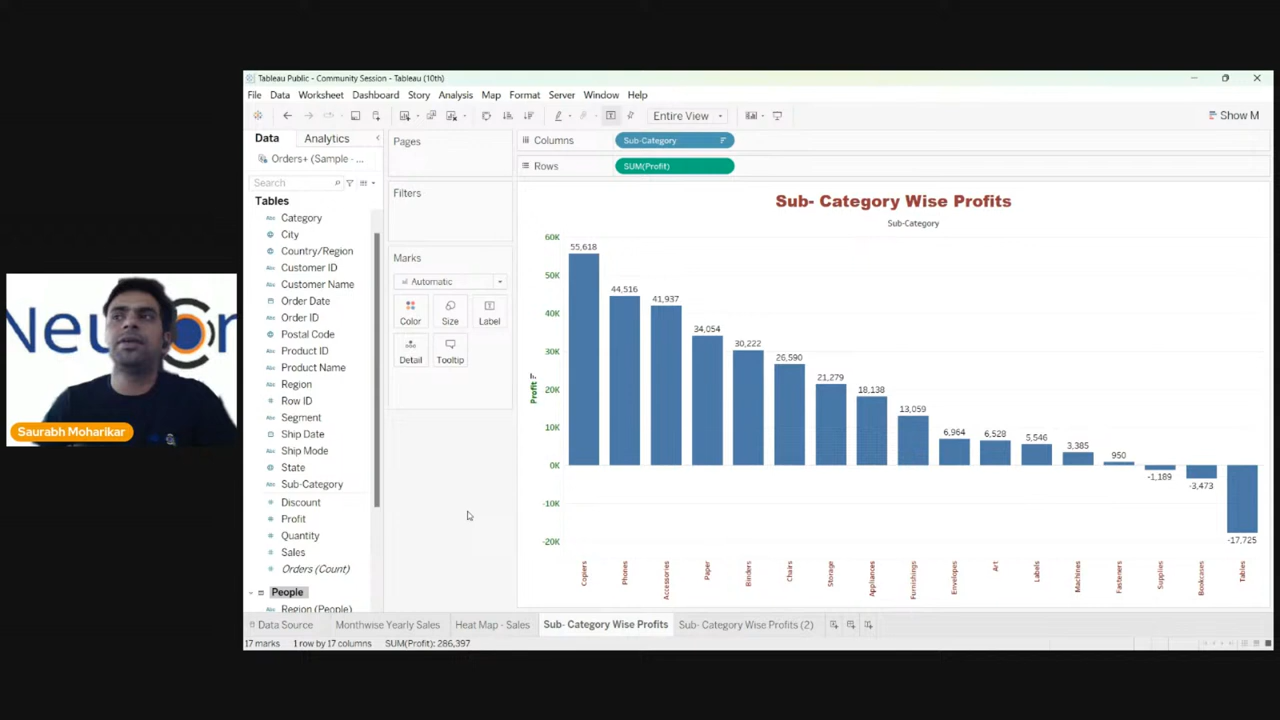 Tableau Public - Community Session - Tableau (10th)
File Data Worksheet Dashboard Story Analysis Map Format Server Window Help
Entire View
Show M
Data Analytics
Orders+ (Sample - ...
Search
Tables
Category
City
Country/Region
Customer ID
Customer Name
Order Date
Order ID
Postal Code
Product ID
Product Name
Region
Row ID
Segment
Ship Date
Ship Mode
State
Sub-Category
Discount
Profit
Quantity
Sales
Orders (Count)
People
Region (People)
Pages
Filters
Marks
Automatic
Color Size Label
Detail Tooltip
Columns Sub-Category
Rows SUM(Profit)
Sub- Category Wise Profits
Sub-Category
Profit
60K
50K
40K
30K
20K
10K
0K
-10K
-20K
55,618
44,516
41,937
34,054
30,222
26,590
21,279
18,138
13,059
6,964
6,528
5,546
3,385
950
-1,189
-3,473
-17,725
Copiers
Phones
Accessories
Paper
Binders
Chairs
Storage
Appliances
Furnishings
Envelopes
Art
Labels
Machines
Fasteners
Supplies
Bookcases
Tables
Data Source Monthwise Yearly Sales Heat Map - Sales Sub- Category Wise Profits Sub- Category Wise Profits (2)
17 marks 1 row by 17 columns SUM(Profit): 286,397
Saurabh Moharikar